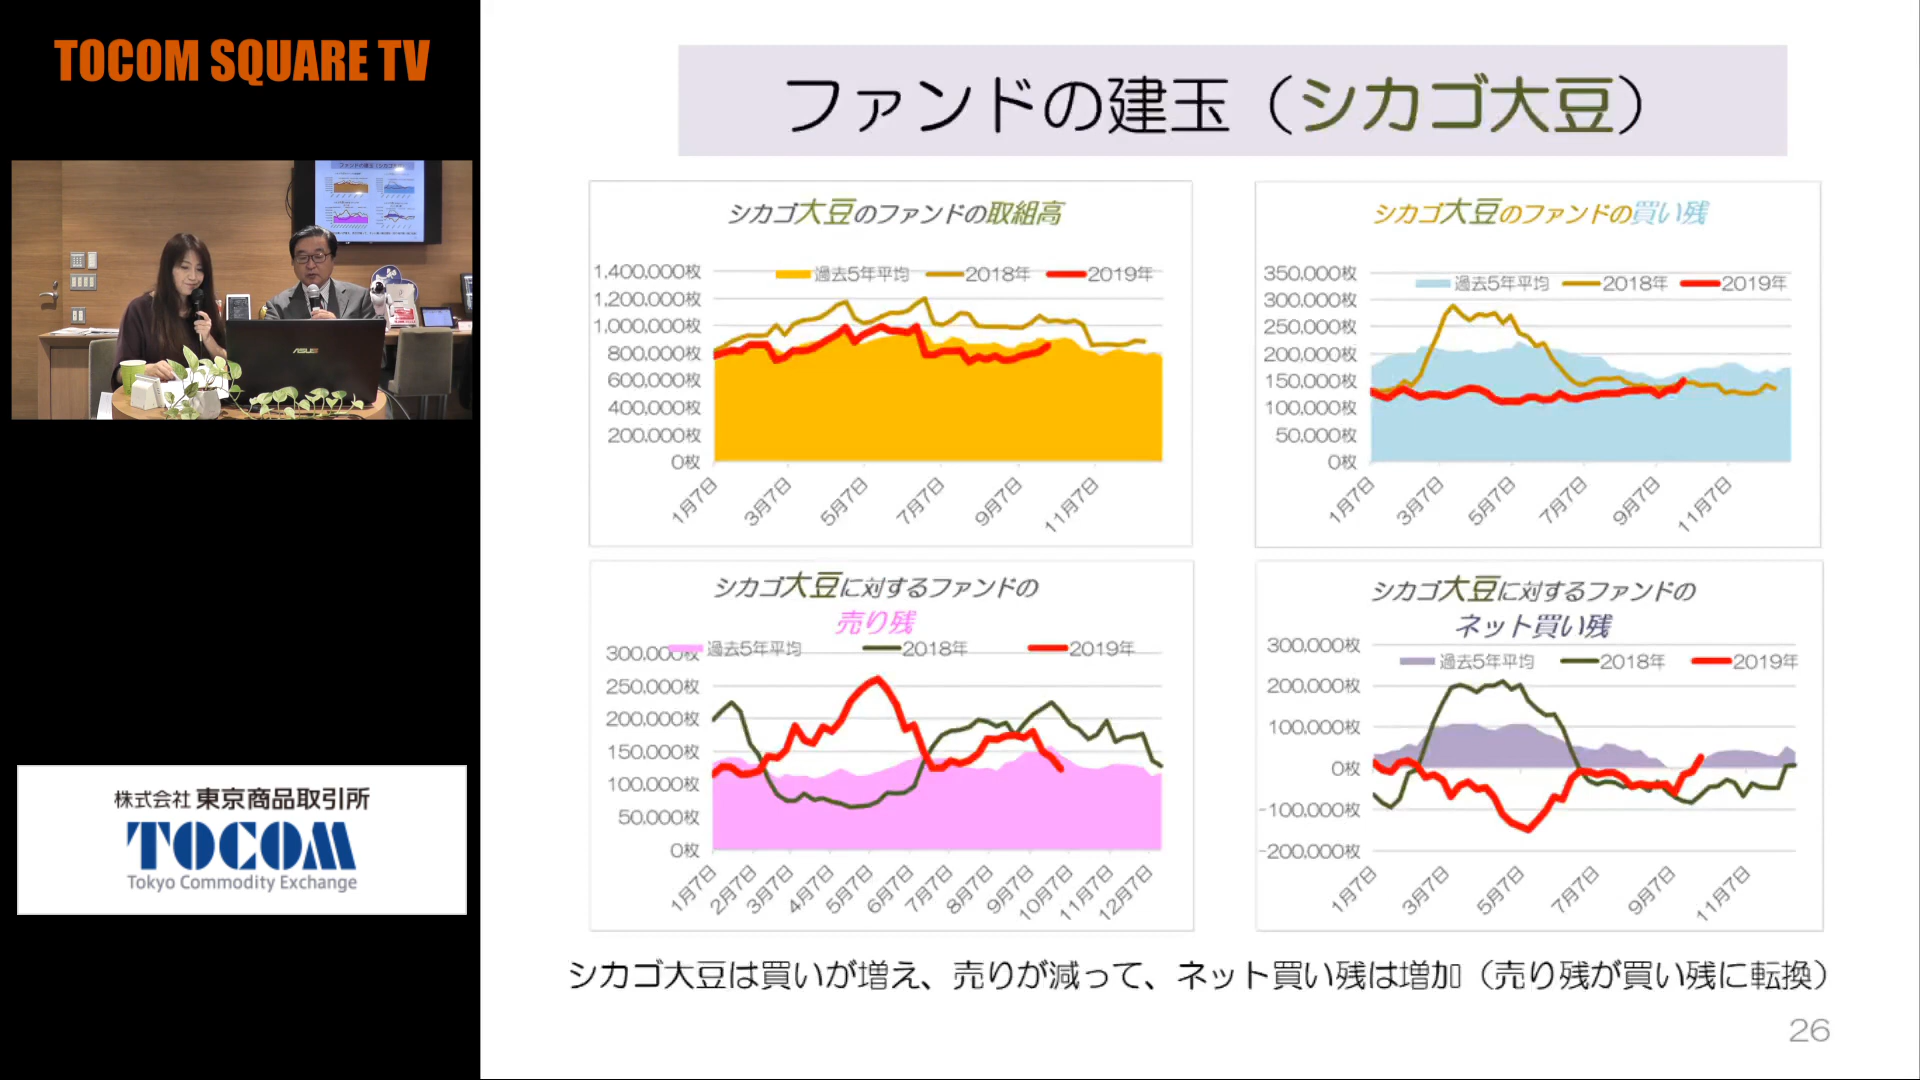 TOCOM SQUARE TV
ASUS
株式会社 東京商品取引所
TOCOM
Tokyo Commodity Exchange
ファンドの建玉（シカゴ大豆）
シカゴ大豆のファンドの取組高
過去5年平均 2018年 2019年
1,400,000枚
1,200,000枚
1,000,000枚
800,000枚
600,000枚
400,000枚
200,000枚
0枚
1月7日 3月7日 5月7日 7月7日 9月7日 11月7日
シカゴ大豆のファンドの買い残
過去5年平均 2018年 2019年
350,000枚
300,000枚
250,000枚
200,000枚
150,000枚
100,000枚
50,000枚
0枚
1月7日 3月7日 5月7日 7月7日 9月7日 11月7日
シカゴ大豆に対するファンドの
売り残
過去5年平均 2018年 2019年
300,000枚
250,000枚
200,000枚
150,000枚
100,000枚
50,000枚
0枚
1月7日 2月7日 3月7日 4月7日 5月7日 6月7日 7月7日 8月7日 9月7日 10月7日 11月7日 12月7日
シカゴ大豆に対するファンドの
ネット買い残
過去5年平均 2018年 2019年
300,000枚
200,000枚
100,000枚
0枚
-100,000枚
-200,000枚
1月7日 3月7日 5月7日 7月7日 9月7日 11月7日
シカゴ大豆は買いが増え、売りが減って、ネット買い残は増加（売り残が買い残に転換）
26